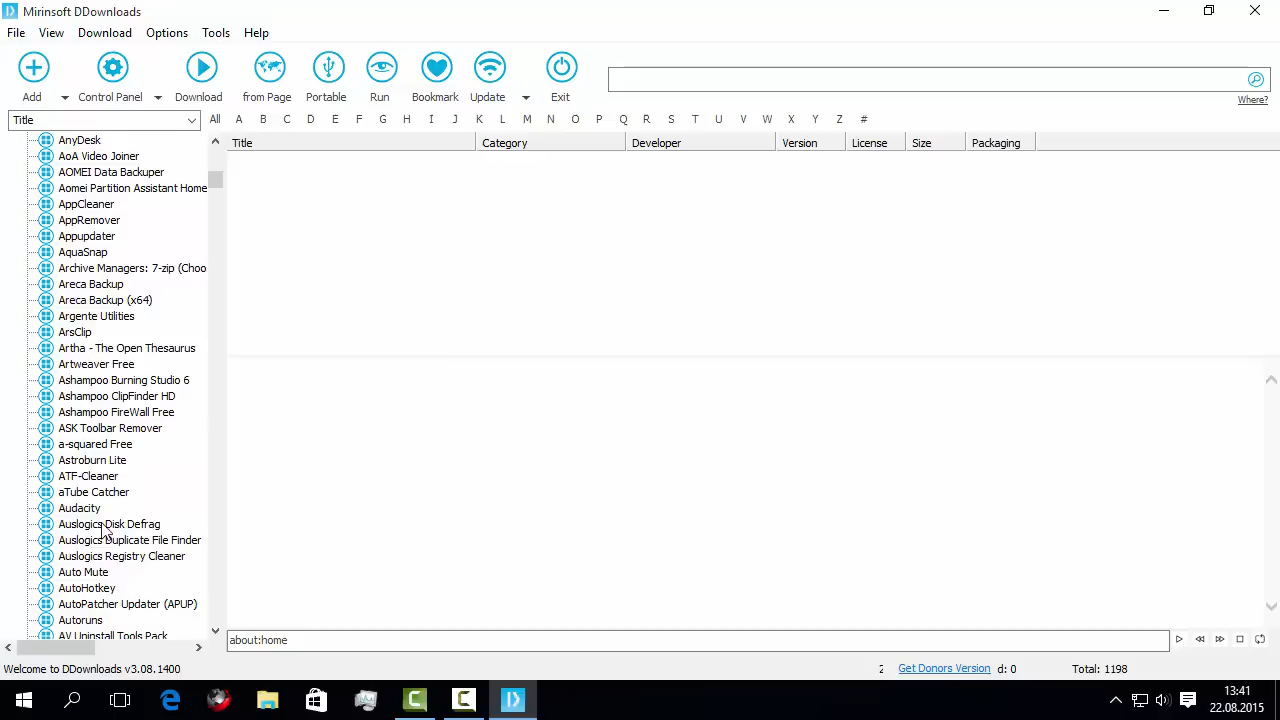 Mirinsoft DDownloads
File View Download Options Tools Help
Add Control Panel Download from Page Portable Run Bookmark Update Exit
Where?
Title
All A B C D E F G H I J K L M N O P Q R S T U V W X Y Z #
Title Category Developer Version License Size Packaging
AnyDesk
AoA Video Joiner
AOMEI Data Backuper
Aomei Partition Assistant Home
AppCleaner
AppRemover
Appupdater
AquaSnap
Archive Managers: 7-zip (Choo
Areca Backup
Areca Backup (x64)
Argente Utilities
ArsClip
Artha - The Open Thesaurus
Artweaver Free
Ashampoo Burning Studio 6
Ashampoo ClipFinder HD
Ashampoo FireWall Free
ASK Toolbar Remover
a-squared Free
Astroburn Lite
ATF-Cleaner
aTube Catcher
Audacity
Auslogics Disk Defrag
Auslogics Duplicate File Finder
Auslogics Registry Cleaner
Auto Mute
AutoHotkey
AutoPatcher Updater (APUP)
Autoruns
AV Uninstall Tools Pack
about:home
Welcome to DDownloads v3.08.1400
2 Get Donors Version d: 0 Total: 1198
13:41
22.08.2015